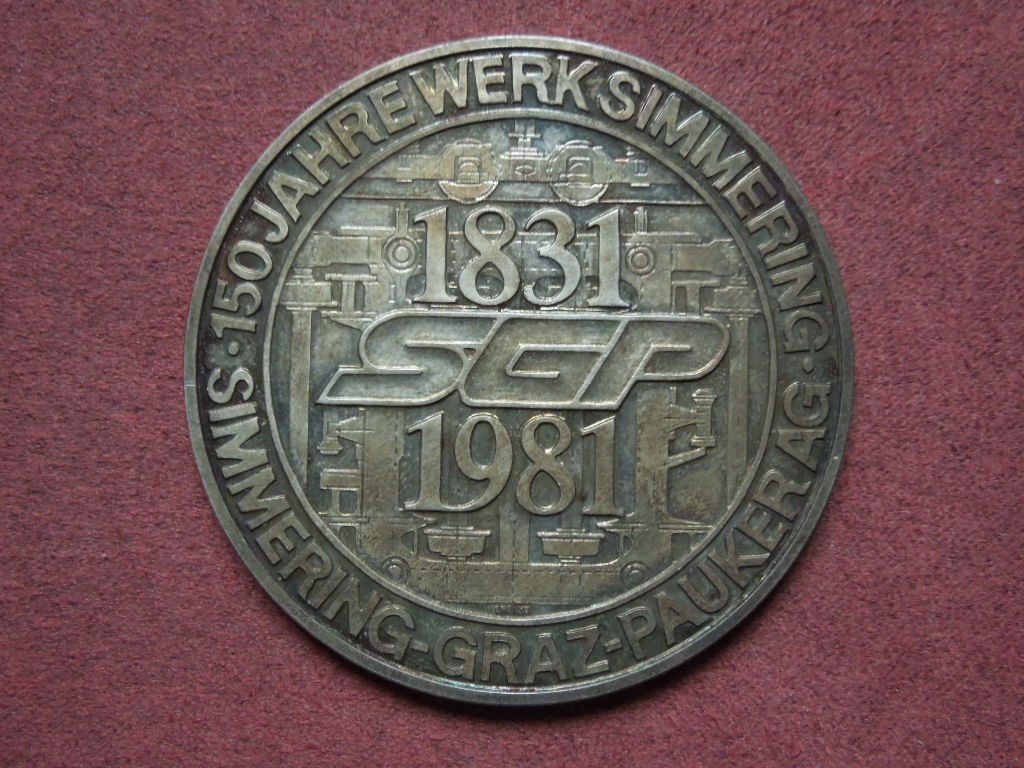 150 JAHRE WERK SIMMERING ·
SIMMERING-GRAZ-PAUKER AG ·
1831
SGP
1981